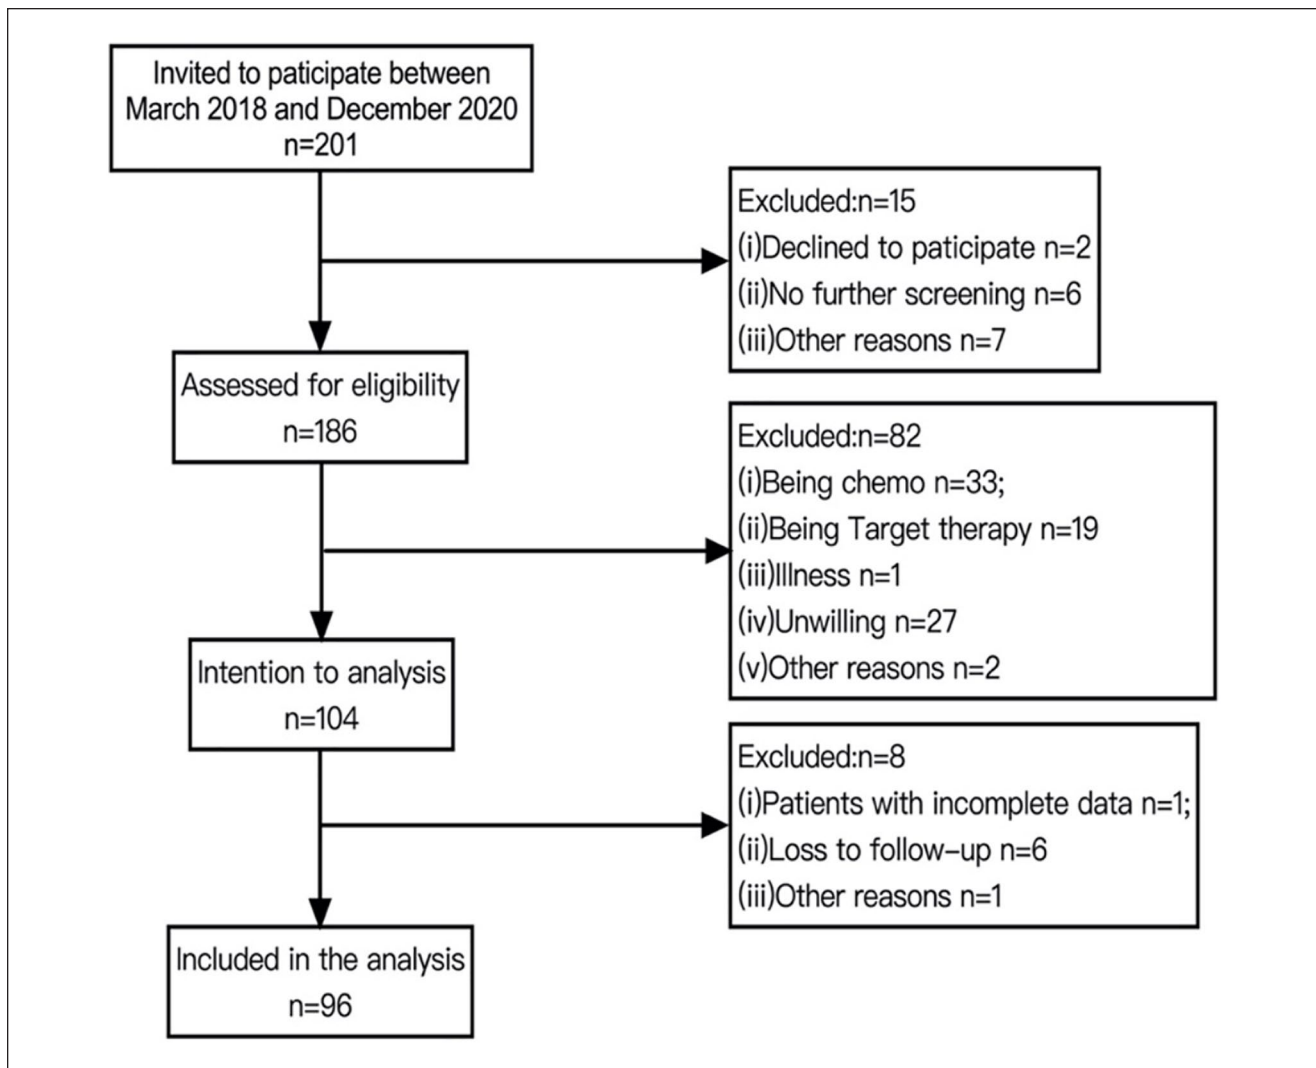 Invited to paticipate between
March 2018 and December 2020
n=201
Excluded:n=15
(i)Declined to paticipate n=2
(ii)No further screening n=6
(iii)Other reasons n=7
Assessed for eligibility
n=186
Excluded:n=82
(i)Being chemo n=33;
(ii)Being Target therapy n=19
(iii)Illness n=1
(iv)Unwilling n=27
(v)Other reasons n=2
Intention to analysis
n=104
Excluded:n=8
(i)Patients with incomplete data n=1;
(ii)Loss to follow–up n=6
(iii)Other reasons n=1
Included in the analysis
n=96